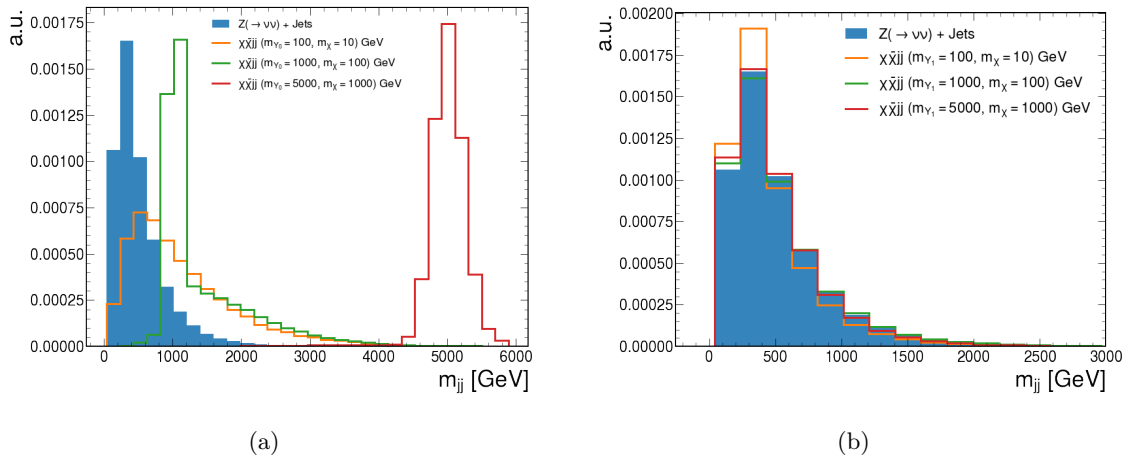 a.u.
0.00175
0.00150
0.00125
0.00100
0.00075
0.00050
0.00025
0.00000
Z(→ νν) + Jets
χχ̄jj (m_Y₀ = 100, m_χ = 10) GeV
χχ̄jj (m_Y₀ = 1000, m_χ = 100) GeV
χχ̄jj (m_Y₀ = 5000, m_χ = 1000) GeV
0 1000 2000 3000 4000 5000 6000
m_jj [GeV]
(a)
a.u.
0.00200
0.00175
0.00150
0.00125
0.00100
0.00075
0.00050
0.00025
0.00000
Z(→ νν) + Jets
χχ̄jj (m_Y₁ = 100, m_χ = 10) GeV
χχ̄jj (m_Y₁ = 1000, m_χ = 100) GeV
χχ̄jj (m_Y₁ = 5000, m_χ = 1000) GeV
0 500 1000 1500 2000 2500 3000
m_jj [GeV]
(b)